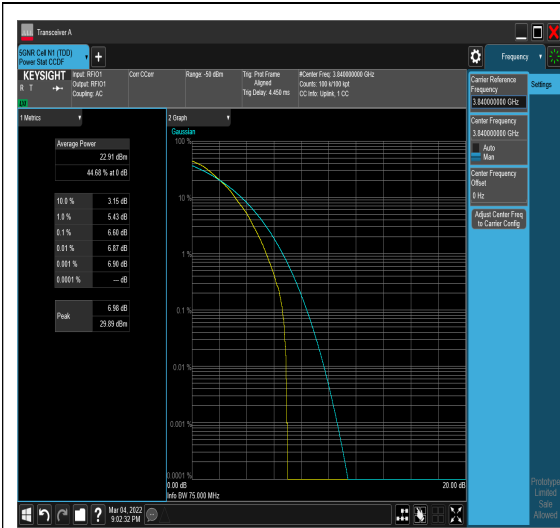 Transceiver A
5GNR Cell N1 (TDD)
Power Stat CCDF
Frequency
KEYSIGHT
R T
Input: RFIO1
Output: RFIO1
Coupling: AC
Corr CCorr
Range: -50 dBm
Trig: Prot Frame
Aligned
Trig Delay: 4.450 ms
#Center Freq: 3.840000000 GHz
Counts: 100 k/100 kpt
CC Info: Uplink, 1 CC
1 Metrics
Average Power
22.91 dBm
44.68 % at 0 dB
10.0 % 3.15 dB
1.0 % 5.43 dB
0.1 % 6.60 dB
0.01 % 6.87 dB
0.001 % 6.90 dB
0.0001 % --- dB
Peak
6.98 dB
29.89 dBm
2 Graph
Gaussian
100 %
10 %
1 %
0.1 %
0.01 %
0.001 %
0.0001 %
0.00 dB
20.00 dB
Info BW 75.000 MHz
Carrier Reference
Frequency
3.840000000 GHz
Center Frequency
3.840000000 GHz
Auto
Man
Center Frequency
Offset
0 Hz
Adjust Center Freq
to Carrier Config
Settings
Prototype
Limited
Sale
Allowed
Mar 04, 2022
9:02:32 PM